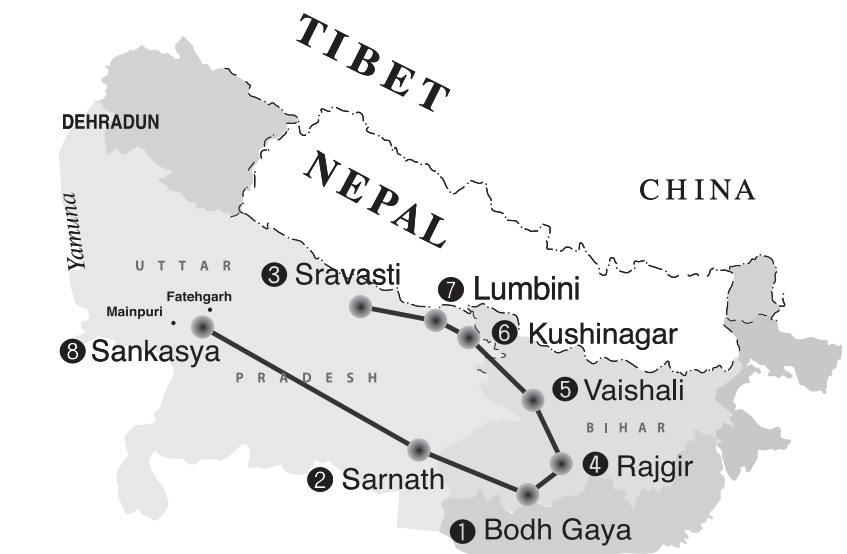 TIBET
DEHRADUN
NEPAL
CHINA
Yamuna
UTTAR
❸ Sravasti
❼ Lumbini
Fatehgarh
Mainpuri
❻ Kushinagar
❽ Sankasya
PRADESH
❺ Vaishali
BIHAR
❹ Rajgir
❷ Sarnath
❶ Bodh Gaya